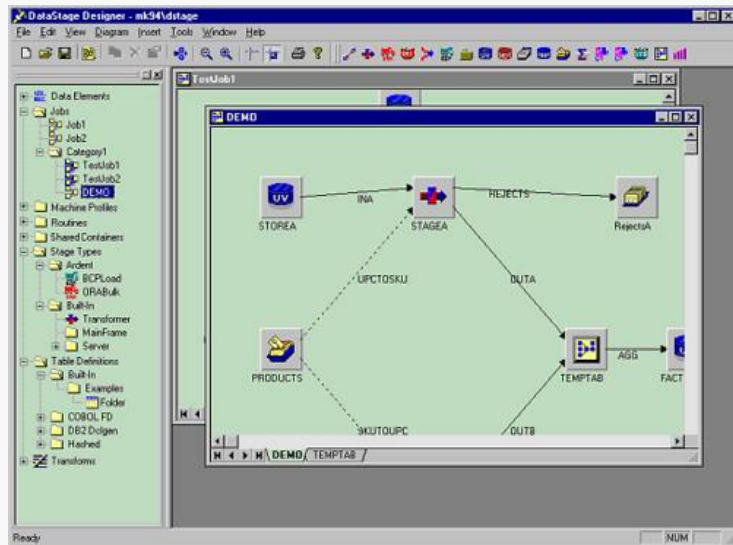 DataStage Designer - mk94\dstage
File Edit View Diagram Insert Tools Window Help
Data Elements
Jobs
Job1
Job2
Category1
TestJob1
TestJob2
DEMO
Machine Profiles
Routines
Shared Containers
Stage Types
Ardent
BCPLoad
ORABulk
Built-In
Transformer
MainFrame
Server
Table Definitions
Built-In
Examples
Folder
COBOL FD
DB2 Dclgen
Hashed
Transforms
TestJob1
DEMO
UV
STOREA
INA
STAGEA
REJECTS
RejectsA
UPCTOSKU
OUTA
PRODUCTS
TEMPTAB
AGG
FACT
SKUTOUPC
OUTB
DEMO TEMPTAB
Ready
NUM